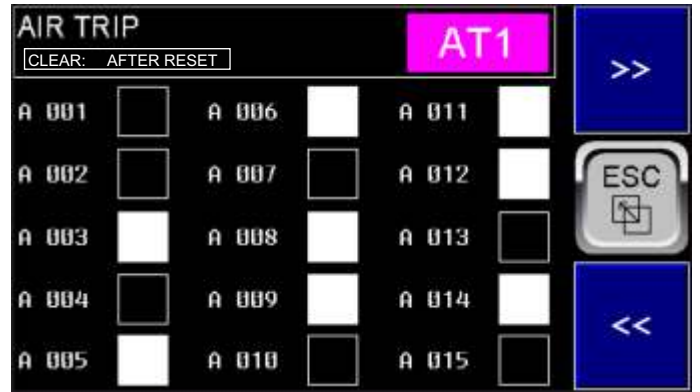 AIR TRIP
AT1
CLEAR: AFTER RESET
>>
A 001
A 006
A 011
A 002
A 007
A 012
ESC
A 003
A 008
A 013
A 004
A 009
A 014
<<
A 005
A 010
A 015